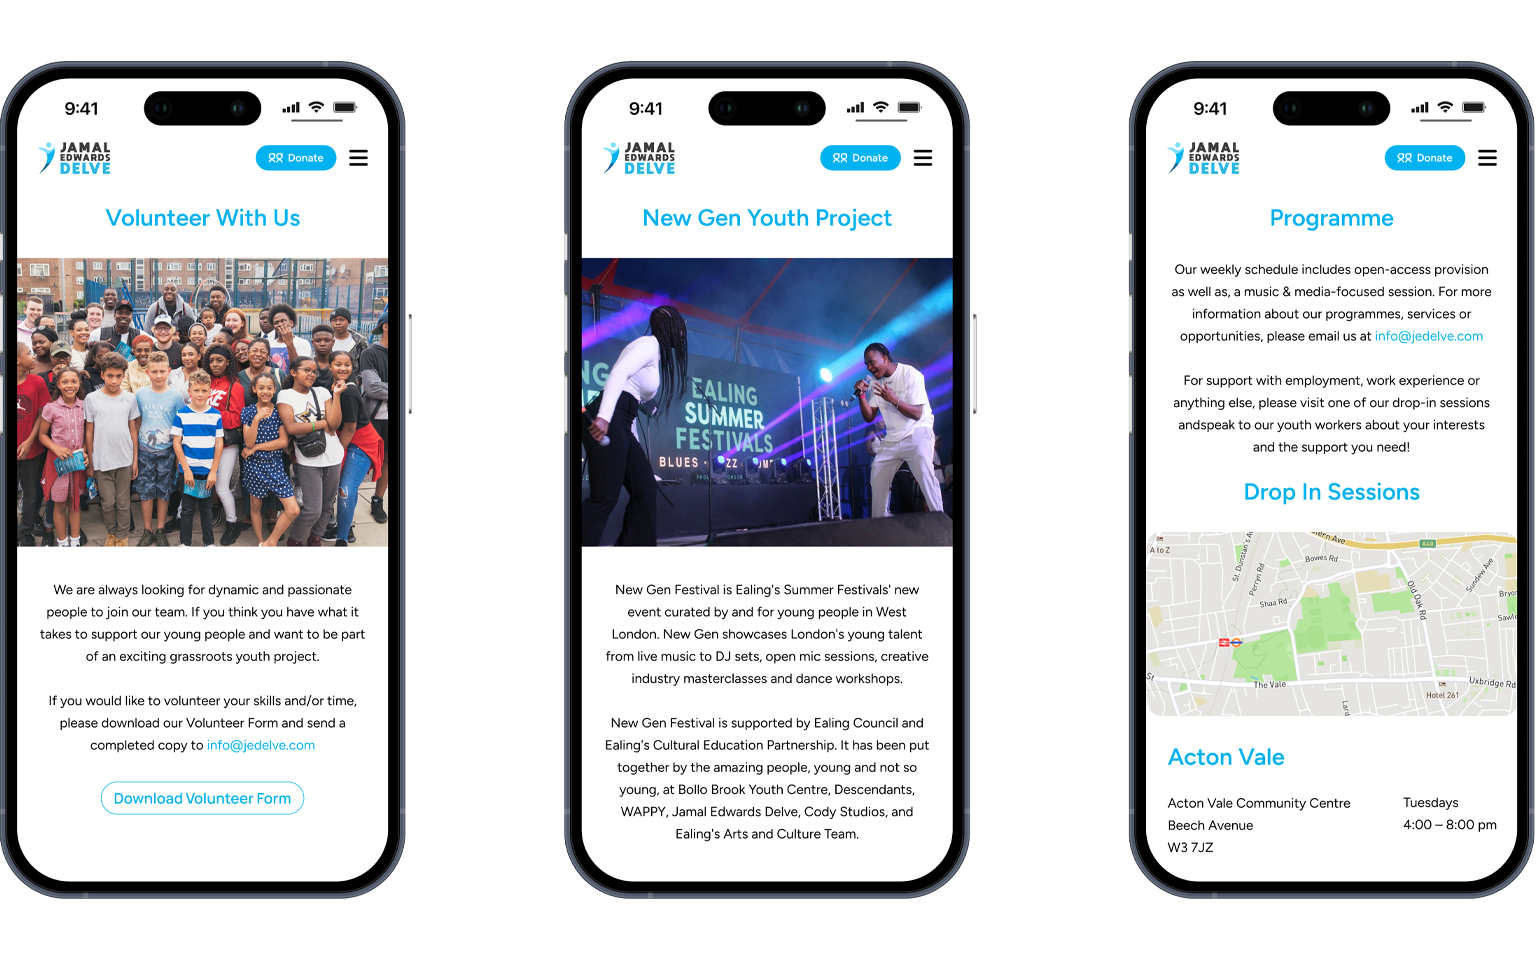 9:41
JAMAL
EDWARDS
DELVE
Donate
Volunteer With Us
We are always looking for dynamic and passionate
people to join our team. If you think you have what it
takes to support our young people and want to be part
of an exciting grassroots youth project.
If you would like to volunteer your skills and/or time,
please download our Volunteer Form and send a
completed copy to info@jedelve.com
Download Volunteer Form
9:41
JAMAL
EDWARDS
DELVE
Donate
New Gen Youth Project
EALING
SUMMER
FESTIVALS
BLUES
New Gen Festival is Ealing's Summer Festivals' new
event curated by and for young people in West
London. New Gen showcases London's young talent
from live music to DJ sets, open mic sessions, creative
industry masterclasses and dance workshops.
New Gen Festival is supported by Ealing Council and
Ealing's Cultural Education Partnership. It has been put
together by the amazing people, young and not so
young, at Bollo Brook Youth Centre, Descendants,
WAPPY, Jamal Edwards Delve, Cody Studios, and
Ealing's Arts and Culture Team.
9:41
JAMAL
EDWARDS
DELVE
Donate
Programme
Our weekly schedule includes open-access provision
as well as, a music & media-focused session. For more
information about our programmes, services or
opportunities, please email us at info@jedelve.com
For support with employment, work experience or
anything else, please visit one of our drop-in sessions
andspeak to our youth workers about your interests
and the support you need!
Drop In Sessions
A to Z
St. Dunstan's Av
Perryn Rd
Bowes Rd
ern Ave
A40
Shaa Rd
Old Oak Rd
Sundew Ave
Bryo
Sawle
The Vale
St
Lard
Uxbridge Rd
Hotel 261
Acton Vale
Acton Vale Community Centre
Beech Avenue
W3 7JZ
Tuesdays
4:00 – 8:00 pm